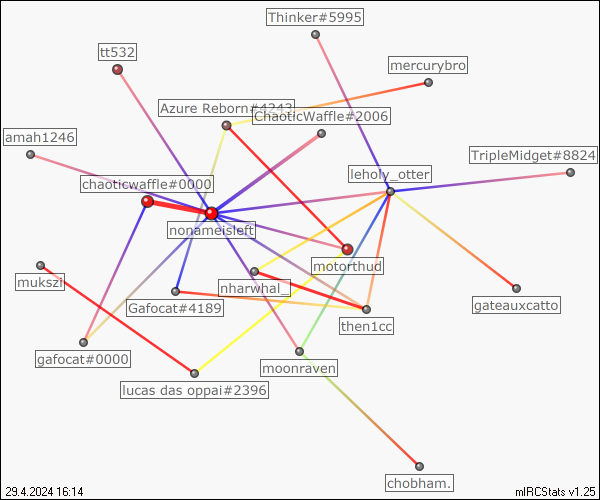 Thinker#5995
tt532
mercurybro
Azure Reborn#4243
ChaoticWaffle#2006
amah1246
TripleMidget#8824
leholy_otter
chaoticwaffle#0000
nonameisleft
motorthud
mukszi
nharwhal_
Gafocat#4189
gateauxcatto
then1cc
gafocat#0000
moonraven
lucas das oppai#2396
chobham.
29.4.2024 16:14
mIRCStats v1.25